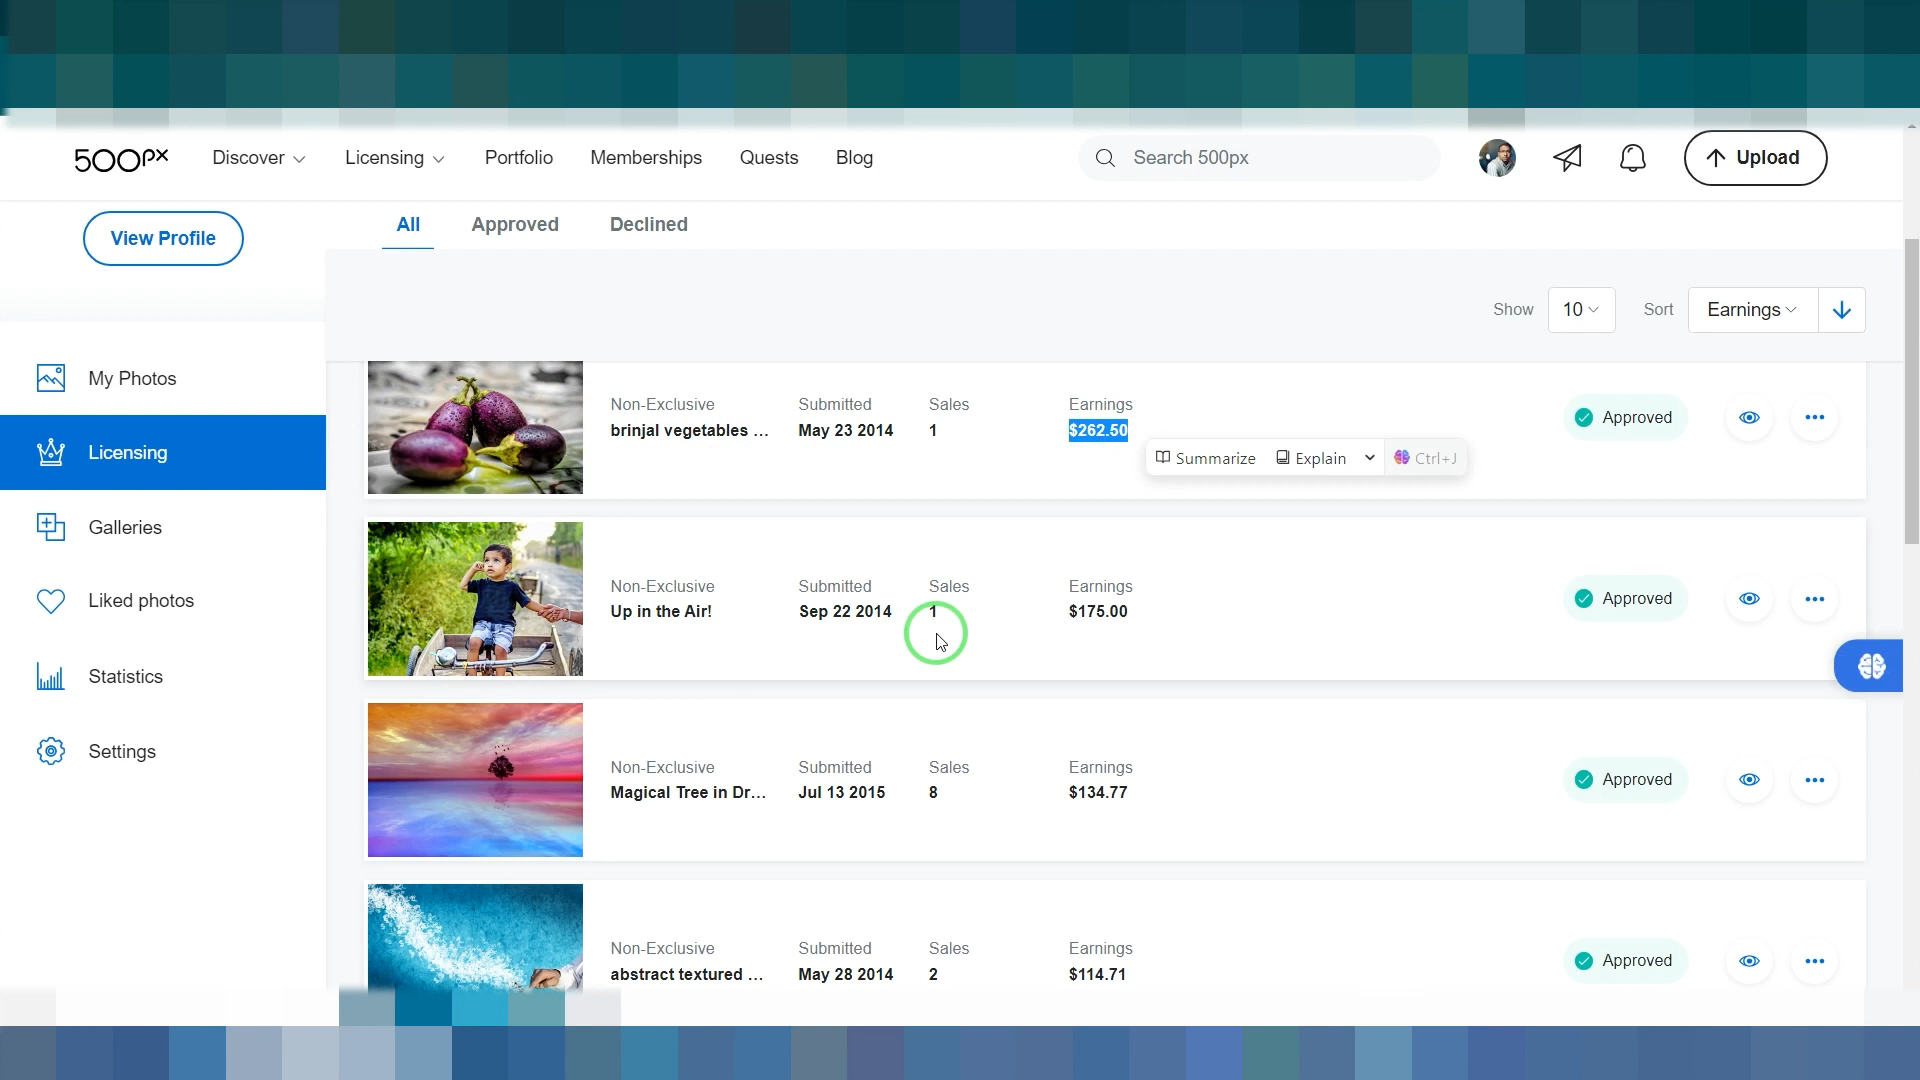 500px Discover Licensing Portfolio Memberships Quests Blog Search 500px Upload
View Profile
All Approved Declined
Show 10 Sort Earnings
My Photos
Licensing
Galleries
Liked photos
Statistics
Settings
Non-Exclusive Submitted Sales Earnings
brinjal vegetables ... May 23 2014 1 $262.50 Approved
Summarize Explain Ctrl+J
Non-Exclusive Submitted Sales Earnings
Up in the Air! Sep 22 2014 1 $175.00 Approved
Non-Exclusive Submitted Sales Earnings
Magical Tree in Dr... Jul 13 2015 8 $134.77 Approved
Non-Exclusive Submitted Sales Earnings
abstract textured ... May 28 2014 2 $114.71 Approved